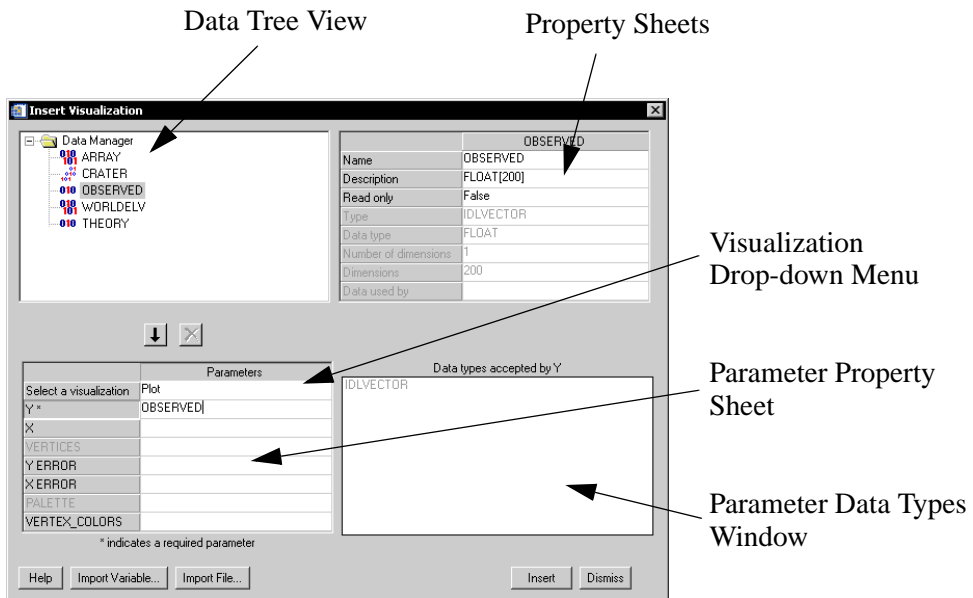 Data Tree View
Property Sheets
Insert Visualization
Data Manager
ARRAY
CRATER
OBSERVED
WORLDELV
THEORY
OBSERVED
Name OBSERVED
Description FLOAT[200]
Read only False
Type IDLVECTOR
Data type FLOAT
Number of dimensions 1
Dimensions 200
Data used by
Visualization
Drop-down Menu
Parameters
Select a visualization Plot
Y * OBSERVED
X
VERTICES
Y ERROR
X ERROR
PALETTE
VERTEX_COLORS
* indicates a required parameter
Data types accepted by Y
IDLVECTOR
Parameter Property
Sheet
Parameter Data Types
Window
Help Import Variable... Import File... Insert Dismiss